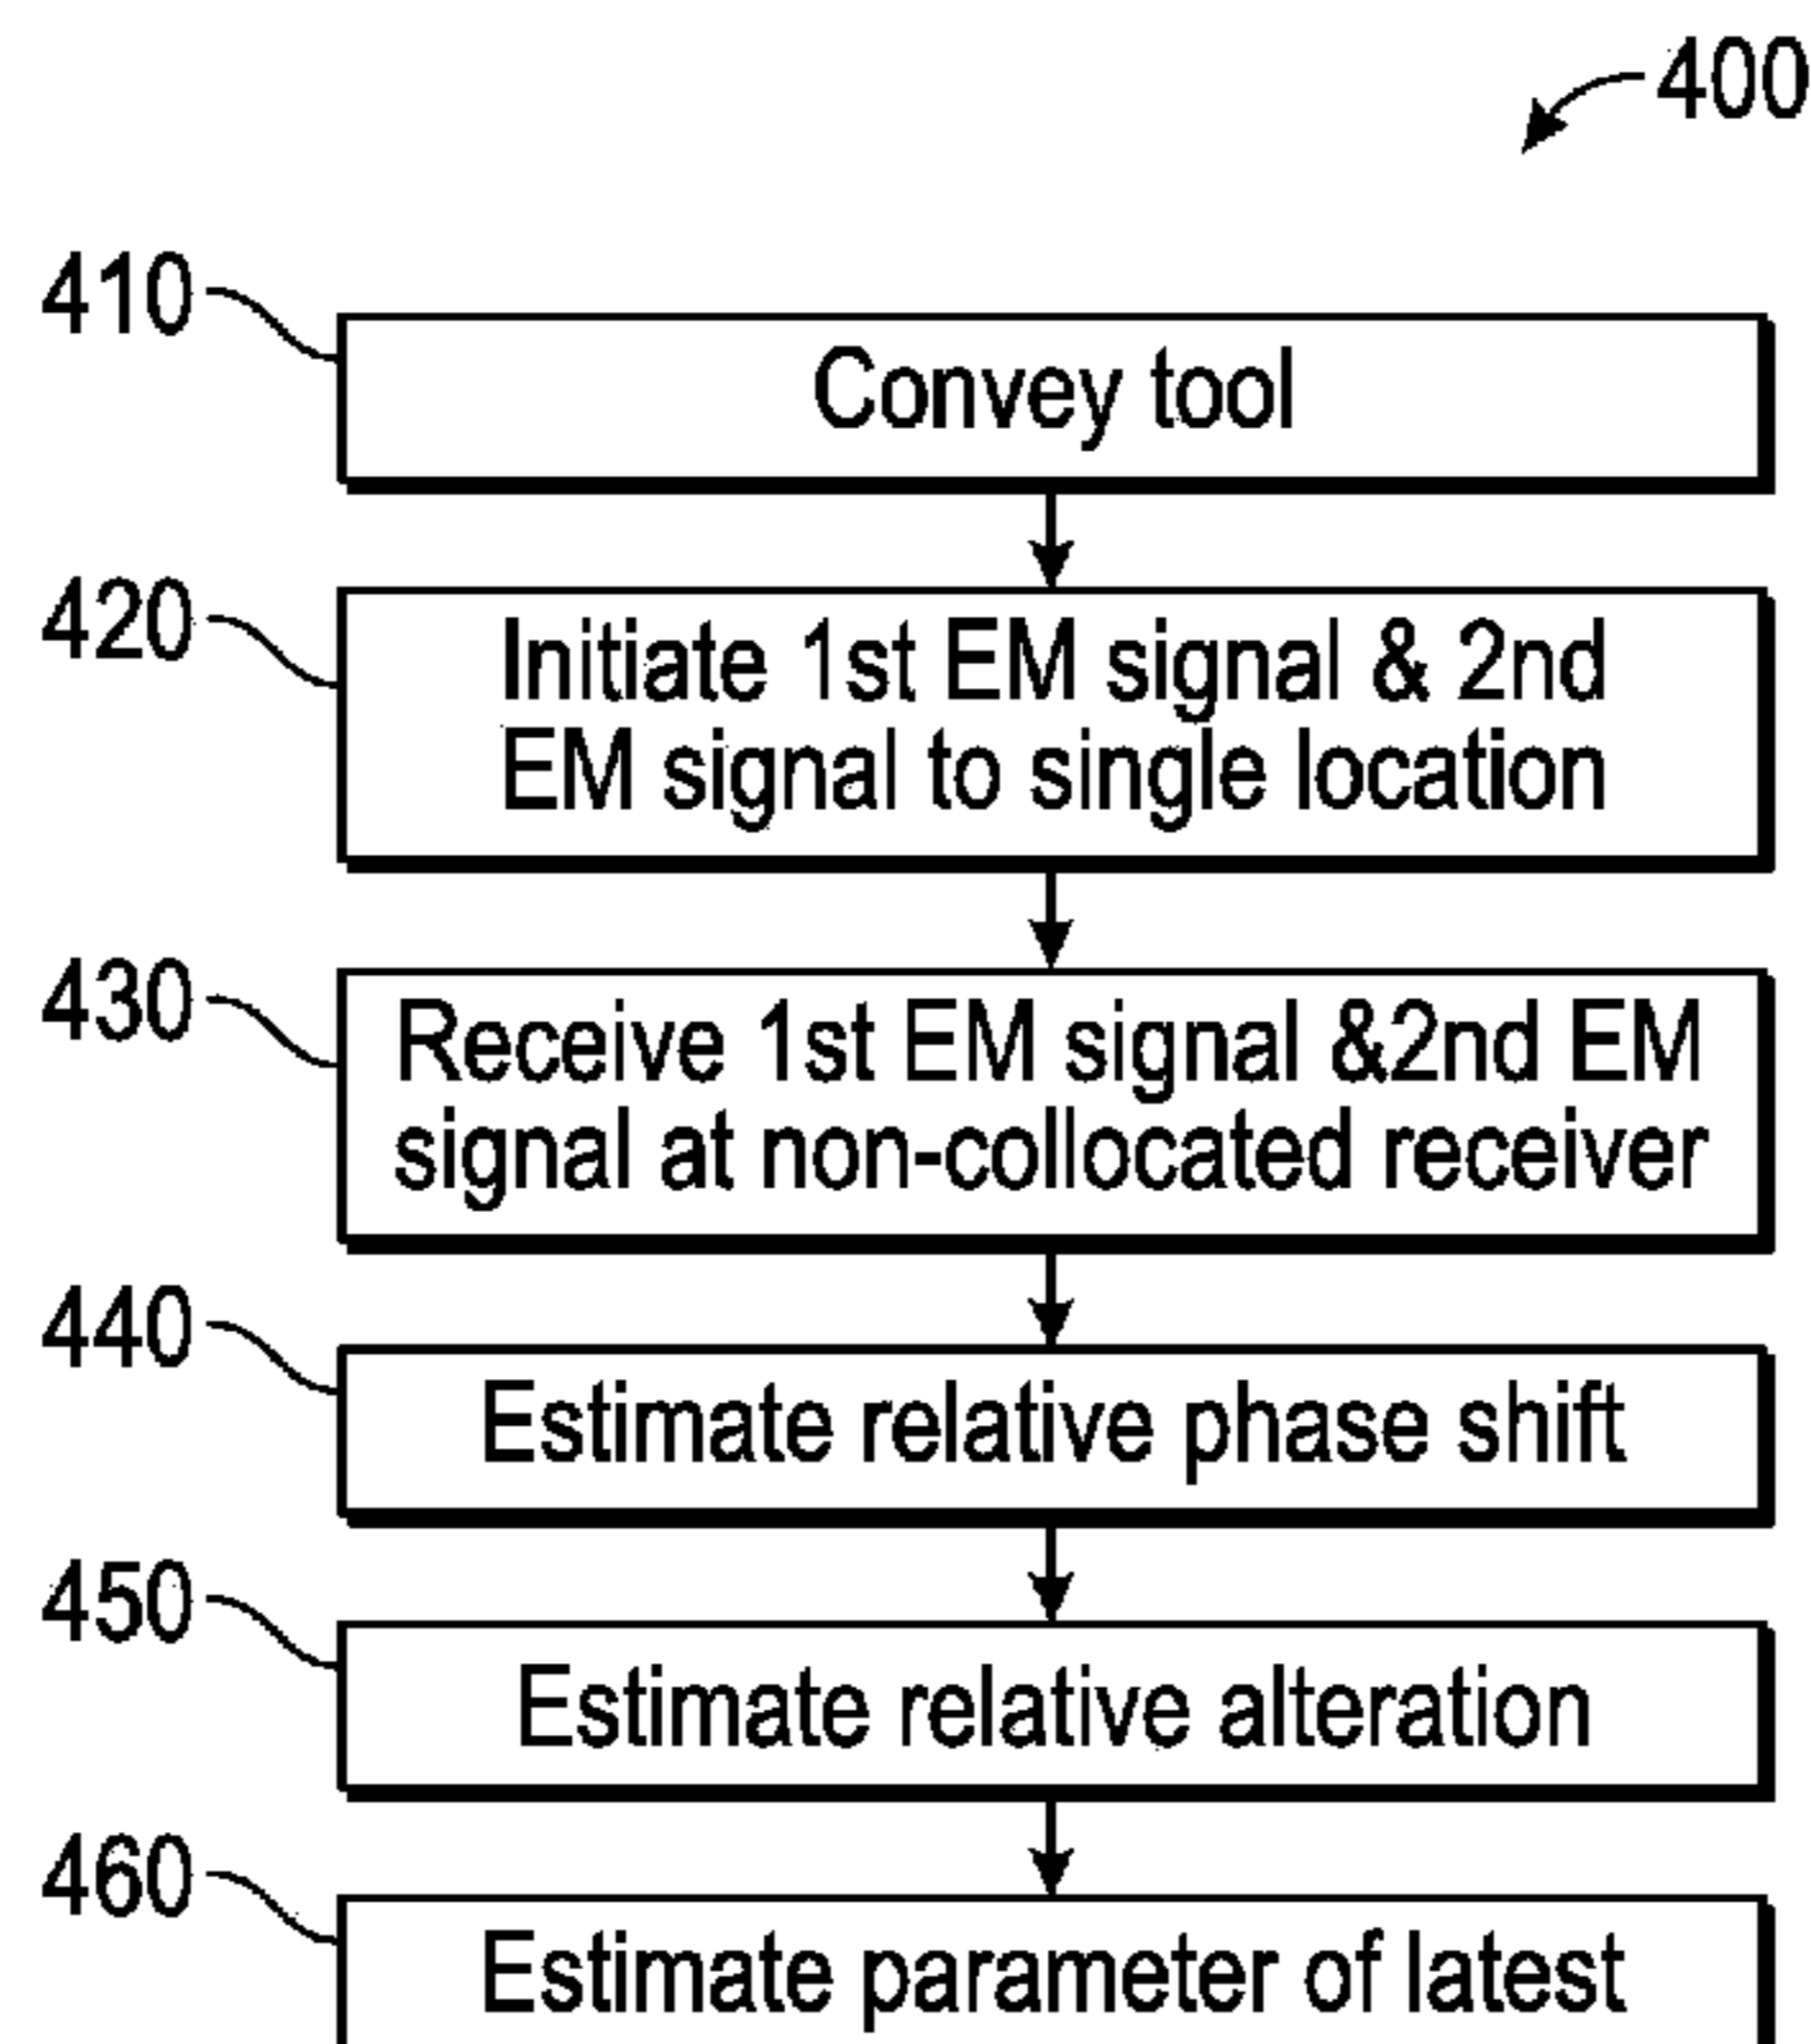 400
410
Convey tool
420
Initiate 1st EM signal & 2nd
EM signal to single location
430
Receive 1st EM signal &2nd EM
signal at non-collocated receiver
440
Estimate relative phase shift
450
Estimate relative alteration
460
Estimate parameter of latest